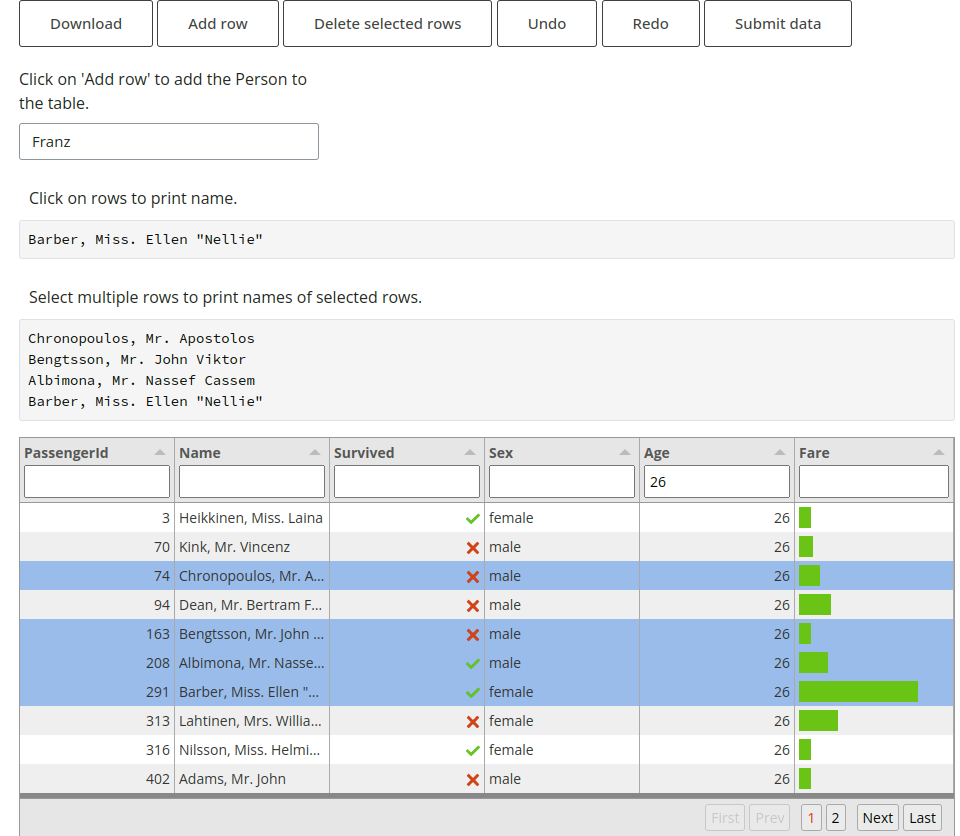 Download Add row Delete selected rows Undo Redo Submit data
Click on 'Add row' to add the Person to
the table.
Franz
Click on rows to print name.
Barber, Miss. Ellen "Nellie"
Select multiple rows to print names of selected rows.
Chronopoulos, Mr. Apostolos
Bengtsson, Mr. John Viktor
Albimona, Mr. Nassef Cassem
Barber, Miss. Ellen "Nellie"
PassengerId Name Survived Sex Age Fare
26
3 Heikkinen, Miss. Laina female 26
70 Kink, Mr. Vincenz male 26
74 Chronopoulos, Mr. A... male 26
94 Dean, Mr. Bertram F... male 26
163 Bengtsson, Mr. John ... male 26
208 Albimona, Mr. Nasse... male 26
291 Barber, Miss. Ellen "... female 26
313 Lahtinen, Mrs. Willia... female 26
316 Nilsson, Miss. Helmi... female 26
402 Adams, Mr. John male 26
First Prev 1 2 Next Last